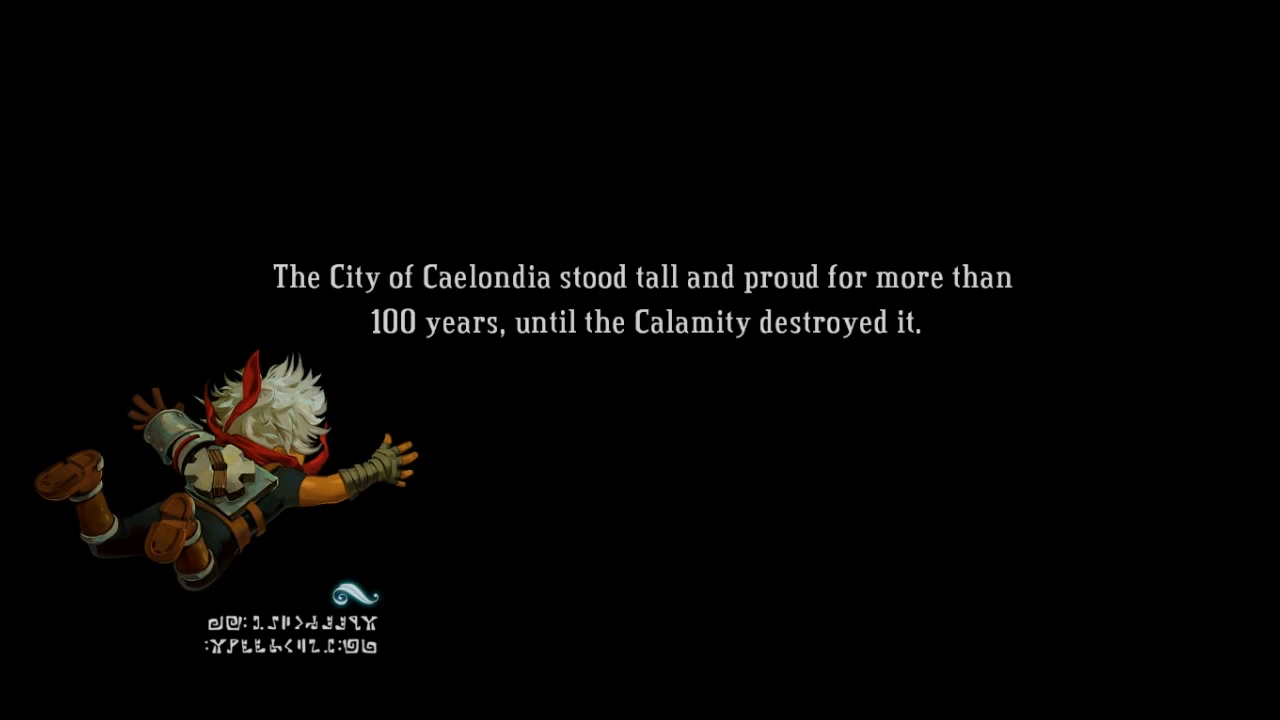 The City of Caelondia stood tall and proud for more than
100 years, until the Calamity destroyed it.